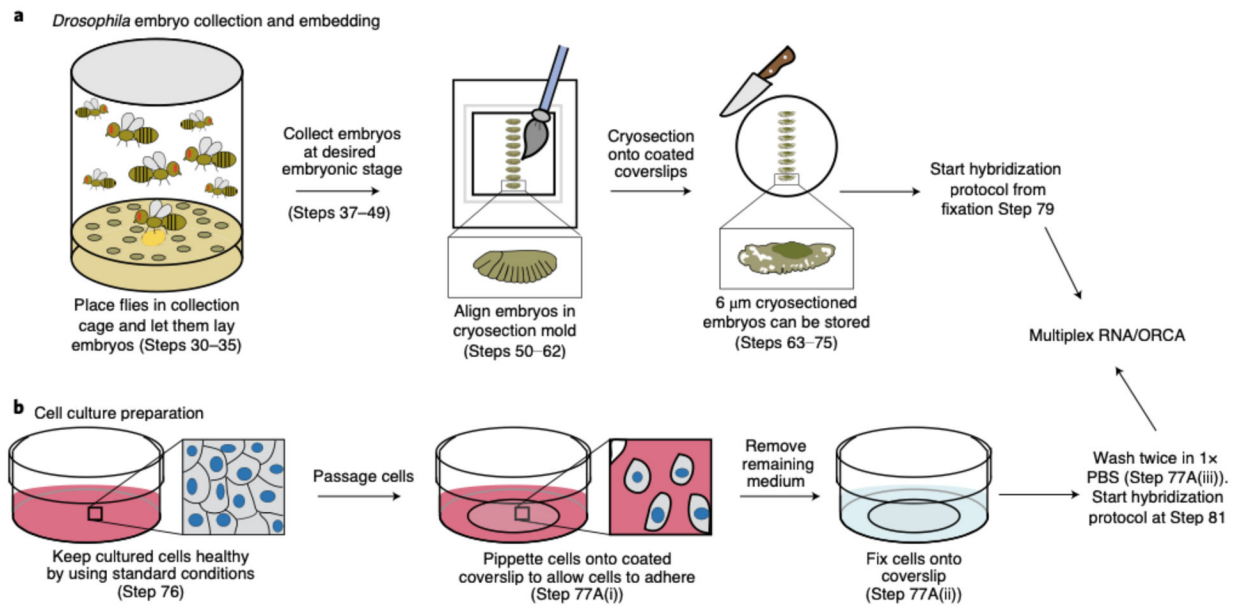 a
Drosophila embryo collection and embedding
Place flies in collection
cage and let them lay
embryos (Steps 30–35)
Collect embryos
at desired
embryonic stage
(Steps 37–49)
Align embryos in
cryosection mold
(Steps 50–62)
Cryosection
onto coated
coverslips
6 μm cryosectioned
embryos can be stored
(Steps 63–75)
Start hybridization
protocol from
fixation Step 79
Multiplex RNA/ORCA
b
Cell culture preparation
Keep cultured cells healthy
by using standard conditions
(Step 76)
Passage cells
Pippette cells onto coated
coverslip to allow cells to adhere
(Step 77A(i))
Remove
remaining
medium
Fix cells onto
coverslip
(Step 77A(ii))
Wash twice in 1×
PBS (Step 77A(iii)).
Start hybridization
protocol at Step 81